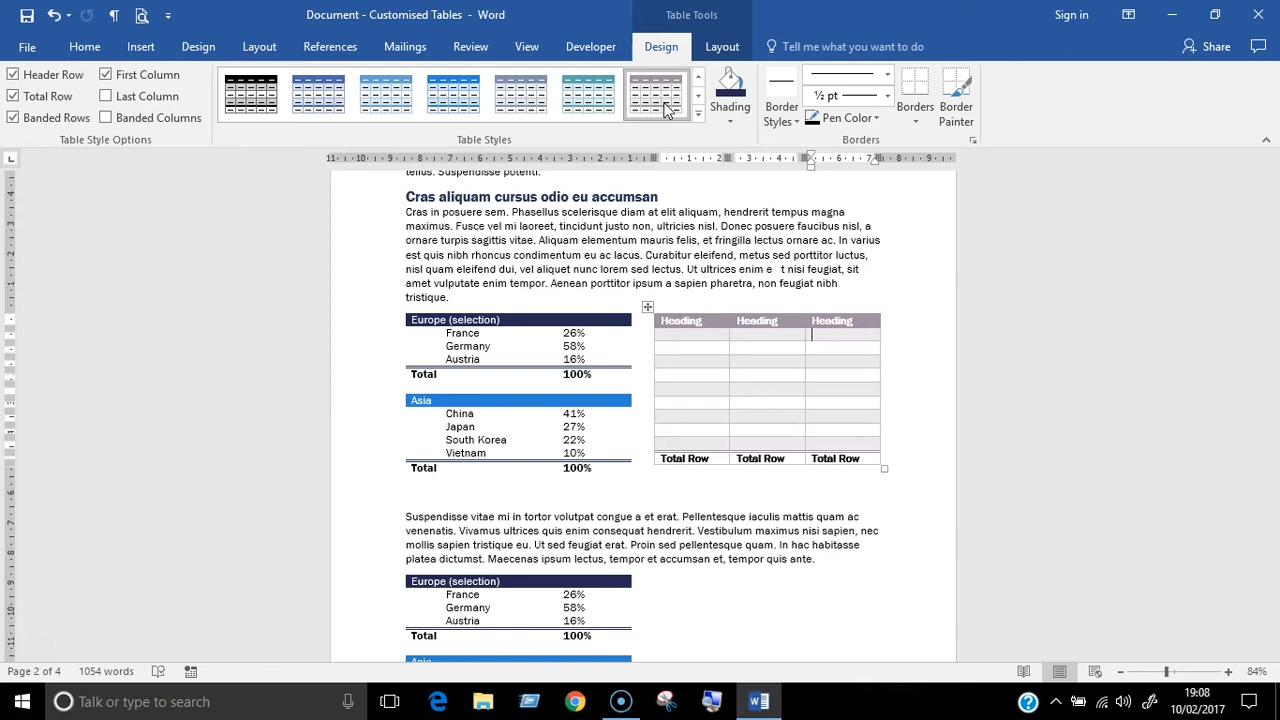 Document - Customised Tables - Word
Table Tools
Sign in
File Home Insert Design Layout References Mailings Review View Developer Design Layout Tell me what you want to do Share
Header Row First Column
Total Row Last Column
Banded Rows Banded Columns
Table Style Options
Table Styles
Shading
Border Styles
½ pt
Pen Color
Borders
Border Painter
Borders
tellus. Suspendisse potenti.
Cras aliquam cursus odio eu accumsan
Cras in posuere sem. Phasellus scelerisque diam at elit aliquam, hendrerit tempus magna
maximus. Fusce vel mi laoreet, tincidunt justo non, ultricies nisl. Donec posuere faucibus nisl, a
ornare turpis sagittis vitae. Aliquam elementum mauris felis, et fringilla lectus ornare ac. In varius
est quis nibh rhoncus condimentum eu ac lacus. Curabitur eleifend, metus sed porttitor luctus,
nisl quam eleifend dui, vel aliquet nunc lorem sed lectus. Ut ultrices enim e t nisi feugiat, sit
amet vulputate enim tempor. Aenean porttitor ipsum a sapien pharetra, non feugiat nibh
tristique.
Europe (selection)
France 26%
Germany 58%
Austria 16%
Total 100%
Asia
China 41%
Japan 27%
South Korea 22%
Vietnam 10%
Total 100%
Heading Heading Heading
Total Row Total Row Total Row
Suspendisse vitae mi in tortor volutpat congue a et erat. Pellentesque iaculis mattis quam ac
venenatis. Vivamus ultrices quis enim consequat hendrerit. Vestibulum maximus nisi sapien, nec
mollis sapien tristique eu. Ut sed feugiat erat. Proin sed pellentesque quam. In hac habitasse
platea dictumst. Maecenas ipsum lectus, tempor et accumsan et, tempor quis ante.
Europe (selection)
France 26%
Germany 58%
Austria 16%
Total 100%
Asia
Page 2 of 4 1054 words 84%
Talk or type to search
19:08
10/02/2017